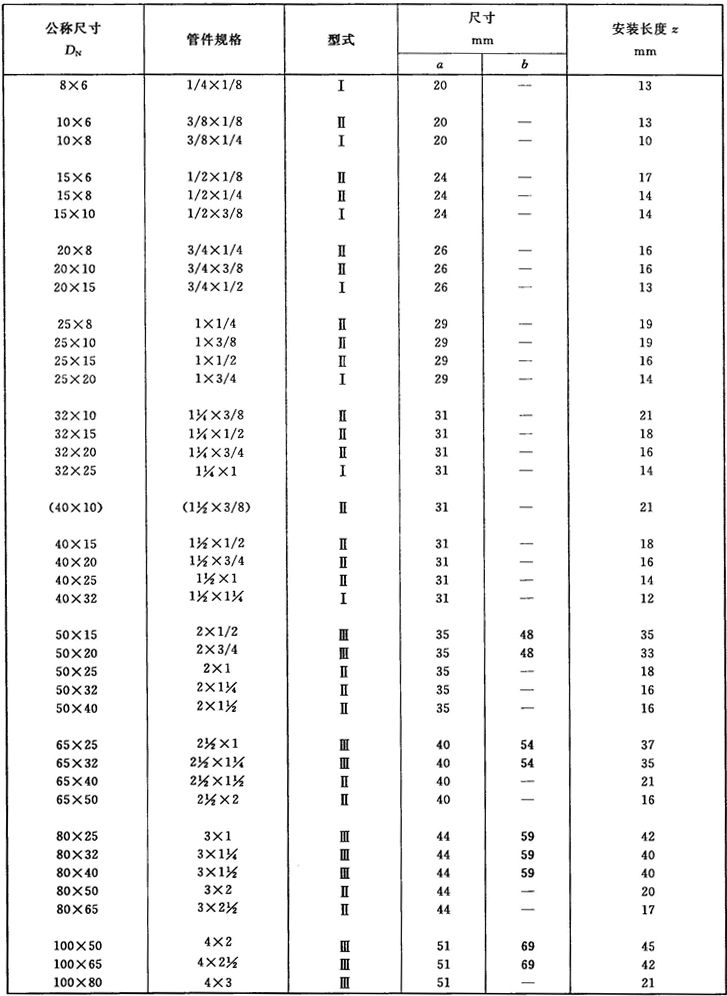 公称尺寸 管件规格 型式 尺寸 安装长度 z
D_N mm mm
a b
8×6 1/4×1/8 Ⅰ 20 — 13
10×6 3/8×1/8 Ⅱ 20 — 13
10×8 3/8×1/4 Ⅰ 20 — 10
15×6 1/2×1/8 Ⅱ 24 — 17
15×8 1/2×1/4 Ⅱ 24 — 14
15×10 1/2×3/8 Ⅰ 24 — 14
20×8 3/4×1/4 Ⅱ 26 — 16
20×10 3/4×3/8 Ⅱ 26 — 16
20×15 3/4×1/2 Ⅰ 26 — 13
25×8 1×1/4 Ⅱ 29 — 19
25×10 1×3/8 Ⅱ 29 — 19
25×15 1×1/2 Ⅱ 29 — 16
25×20 1×3/4 Ⅰ 29 — 14
32×10 1¼×3/8 Ⅱ 31 — 21
32×15 1¼×1/2 Ⅱ 31 — 18
32×20 1¼×3/4 Ⅱ 31 — 16
32×25 1¼×1 Ⅰ 31 — 14
(40×10) (1½×3/8) Ⅱ 31 — 21
40×15 1½×1/2 Ⅱ 31 — 18
40×20 1½×3/4 Ⅱ 31 — 16
40×25 1½×1 Ⅱ 31 — 14
40×32 1½×1¼ Ⅰ 31 — 12
50×15 2×1/2 Ⅲ 35 48 35
50×20 2×3/4 Ⅲ 35 48 33
50×25 2×1 Ⅱ 35 — 18
50×32 2×1¼ Ⅱ 35 — 16
50×40 2×1½ Ⅱ 35 — 16
65×25 2½×1 Ⅲ 40 54 37
65×32 2½×1¼ Ⅲ 40 54 35
65×40 2½×1½ Ⅱ 40 — 21
65×50 2½×2 Ⅱ 40 — 16
80×25 3×1 Ⅲ 44 59 42
80×32 3×1¼ Ⅲ 44 59 40
80×40 3×1½ Ⅲ 44 59 40
80×50 3×2 Ⅱ 44 — 20
80×65 3×2½ Ⅱ 44 — 17
100×50 4×2 Ⅲ 51 69 45
100×65 4×2½ Ⅲ 51 69 42
100×80 4×3 Ⅲ 51 — 21